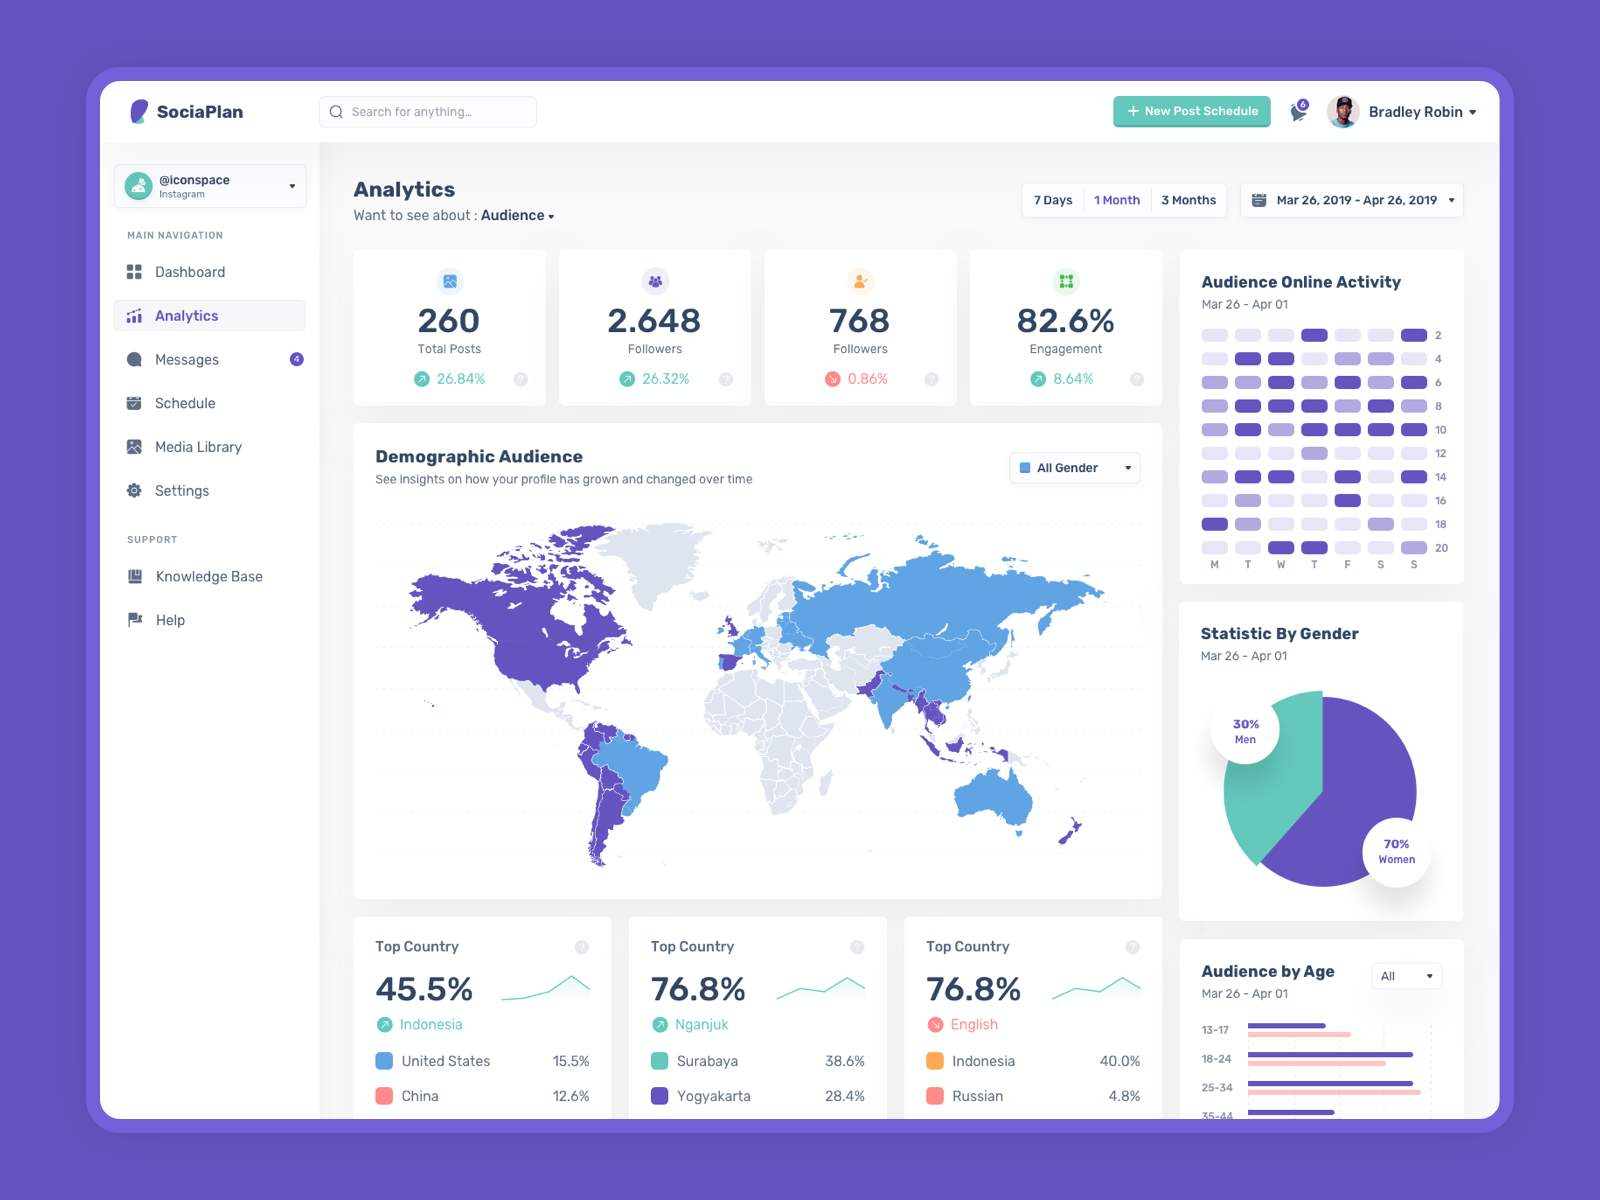 SociaPlan
Search for anything...
+ New Post Schedule
6
Bradley Robin
@iconspace
Instagram
MAIN NAVIGATION
Dashboard
Analytics
Messages
4
Schedule
Media Library
Settings
SUPPORT
Knowledge Base
Help
Analytics
Want to see about : Audience
7 Days
1 Month
3 Months
Mar 26, 2019 - Apr 26, 2019
260
Total Posts
26.84%
?
2.648
Followers
26.32%
?
768
Followers
0.86%
?
82.6%
Engagement
8.64%
?
Demographic Audience
See insights on how your profile has grown and changed over time
All Gender
Top Country
?
45.5%
Indonesia
United States 15.5%
China 12.6%
Top Country
?
76.8%
Nganjuk
Surabaya 38.6%
Yogyakarta 28.4%
Top Country
?
76.8%
English
Indonesia 40.0%
Russian 4.8%
Audience Online Activity
Mar 26 - Apr 01
2
4
6
8
10
12
14
16
18
20
M T W T F S S
Statistic By Gender
Mar 26 - Apr 01
30%
Men
70%
Women
Audience by Age
All
Mar 26 - Apr 01
13-17
18-24
25-34
35-44